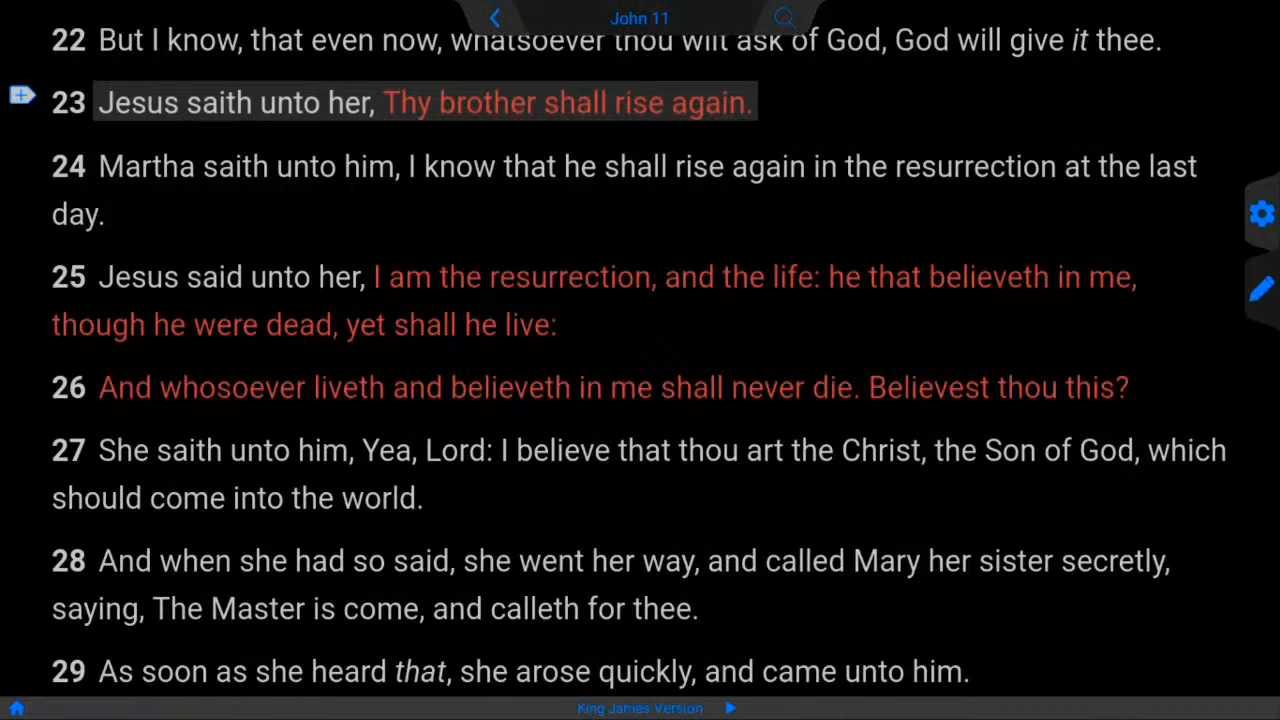 John 11
22 But I know, that even now, whatsoever thou wilt ask of God, God will give it thee.
23 Jesus saith unto her, Thy brother shall rise again.
24 Martha saith unto him, I know that he shall rise again in the resurrection at the last
day.
25 Jesus said unto her, I am the resurrection, and the life: he that believeth in me,
though he were dead, yet shall he live:
26 And whosoever liveth and believeth in me shall never die. Believest thou this?
27 She saith unto him, Yea, Lord: I believe that thou art the Christ, the Son of God, which
should come into the world.
28 And when she had so said, she went her way, and called Mary her sister secretly,
saying, The Master is come, and calleth for thee.
29 As soon as she heard that, she arose quickly, and came unto him.
King James Version